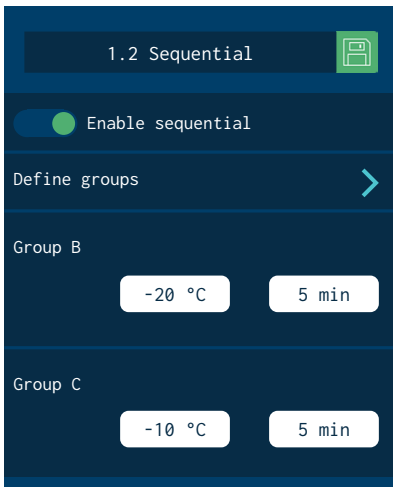 1.2 Sequential
Enable sequential
Define groups
Group B
-20 °C 5 min
Group C
-10 °C 5 min